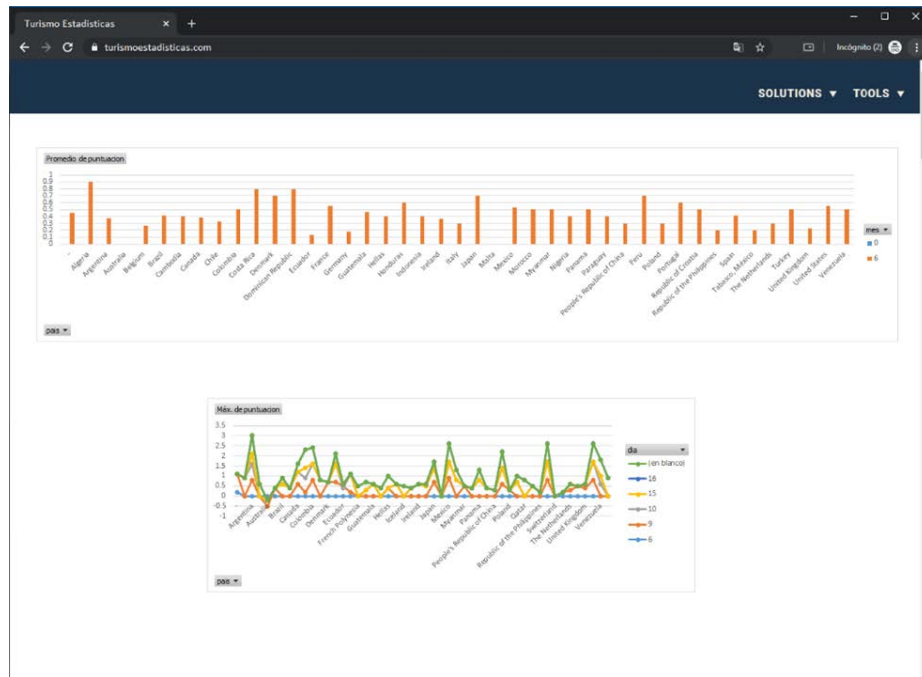 Turismo Estadisticas
turismoestadisticas.com
Incógnito (2)
SOLUTIONS ▼ TOOLS ▼
Promedio de puntuacion
1
0.9
0.8
0.7
0.6
0.5
0.4
0.3
0.2
0.1
0
-
Algeria
Argentina
Australia
Belgium
Brazil
Cambodia
Canada
Chile
Colombia
Costa Rica
Denmark
Dominican Republic
Ecuador
France
Germany
Guatemala
Hellas
Honduras
Indonesia
Ireland
Italy
Japan
Malta
Mexico
Morocco
Myanmar
Nigeria
Panama
Paraguay
People's Republic of China
Peru
Poland
Portugal
Republic of Croatia
Republic of the Philippines
Spain
Tabasco, México
The Netherlands
Turkey
United Kingdom
United States
Venezuela
mes
0
6
pais
Máx. de puntuacion
3.5
3
2.5
2
1.5
1
0.5
0
-0.5
-1
Argentina
Australia
Brazil
Canada
Colombia
Denmark
Ecuador
French Polynesia
Guatemala
Hellas
Iceland
Ireland
Japan
Mexico
Myanmar
Panama
People's Republic of China
Poland
Qatar
Republic of the Philippines
Switzerland
The Netherlands
United Kingdom
Venezuela
dia
(en blanco)
16
15
10
9
6
pais